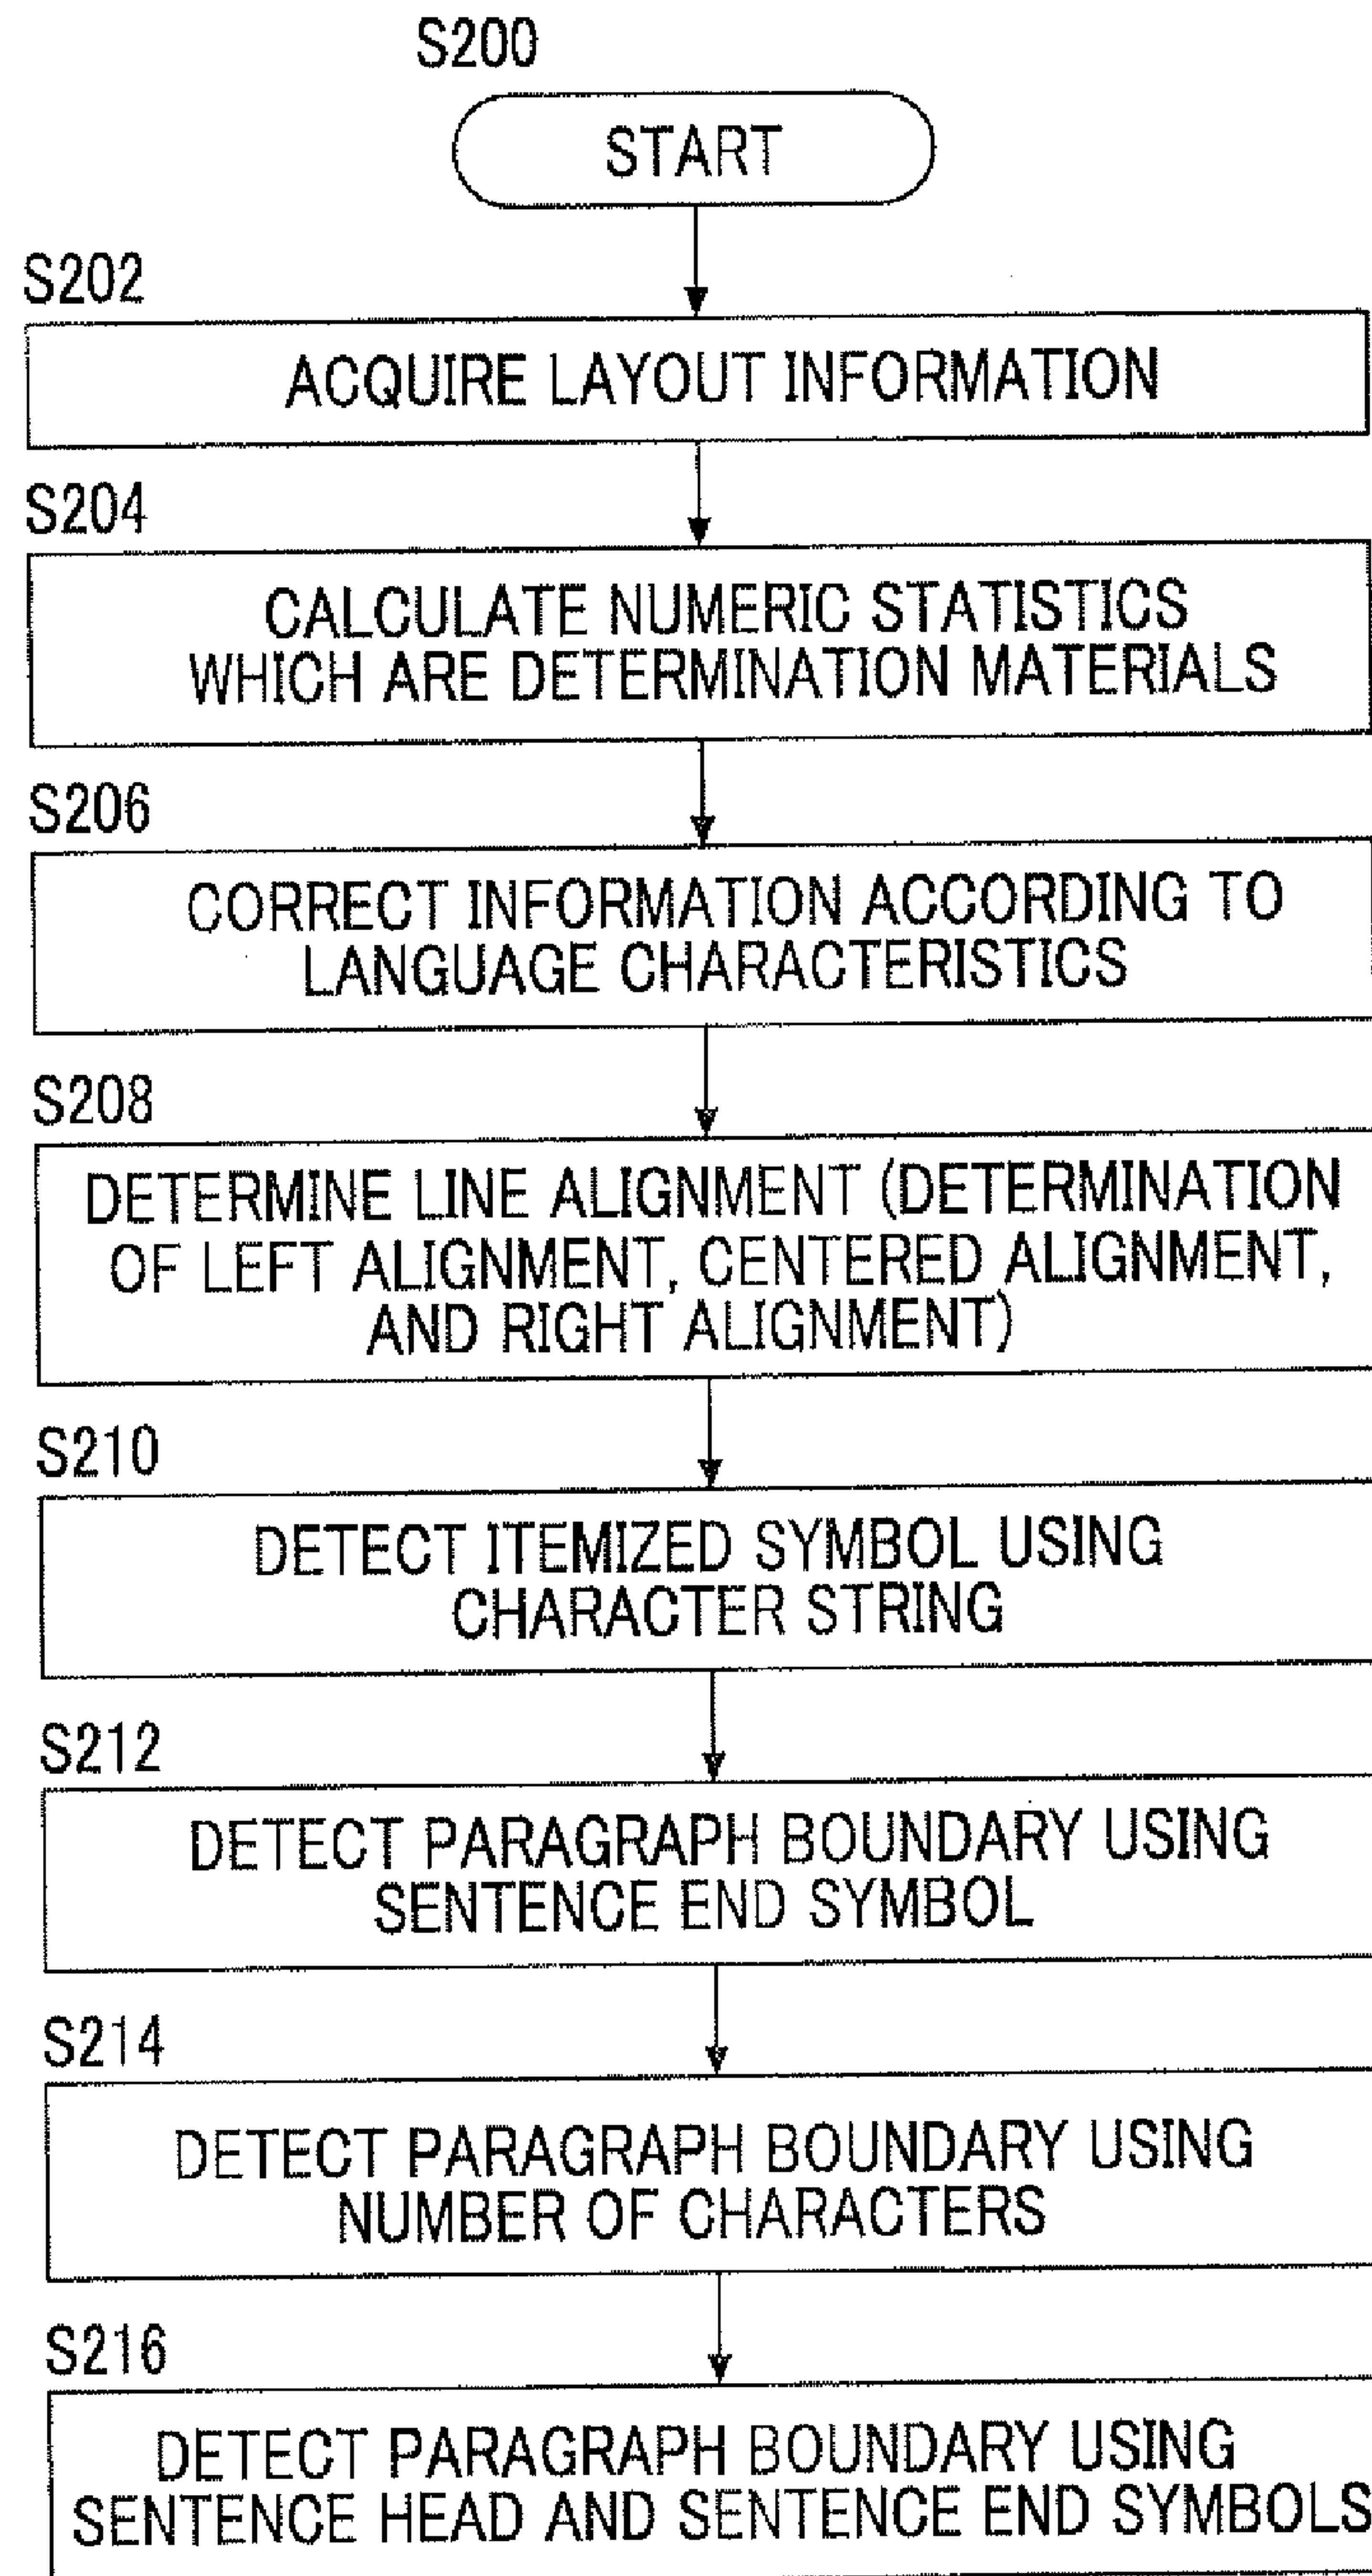 S200
START
S202
ACQUIRE LAYOUT INFORMATION
S204
CALCULATE NUMERIC STATISTICS
WHICH ARE DETERMINATION MATERIALS
S206
CORRECT INFORMATION ACCORDING TO
LANGUAGE CHARACTERISTICS
S208
DETERMINE LINE ALIGNMENT (DETERMINATION
OF LEFT ALIGNMENT, CENTERED ALIGNMENT,
AND RIGHT ALIGNMENT)
S210
DETECT ITEMIZED SYMBOL USING
CHARACTER STRING
S212
DETECT PARAGRAPH BOUNDARY USING
SENTENCE END SYMBOL
S214
DETECT PARAGRAPH BOUNDARY USING
NUMBER OF CHARACTERS
S216
DETECT PARAGRAPH BOUNDARY USING
SENTENCE HEAD AND SENTENCE END SYMBOLS